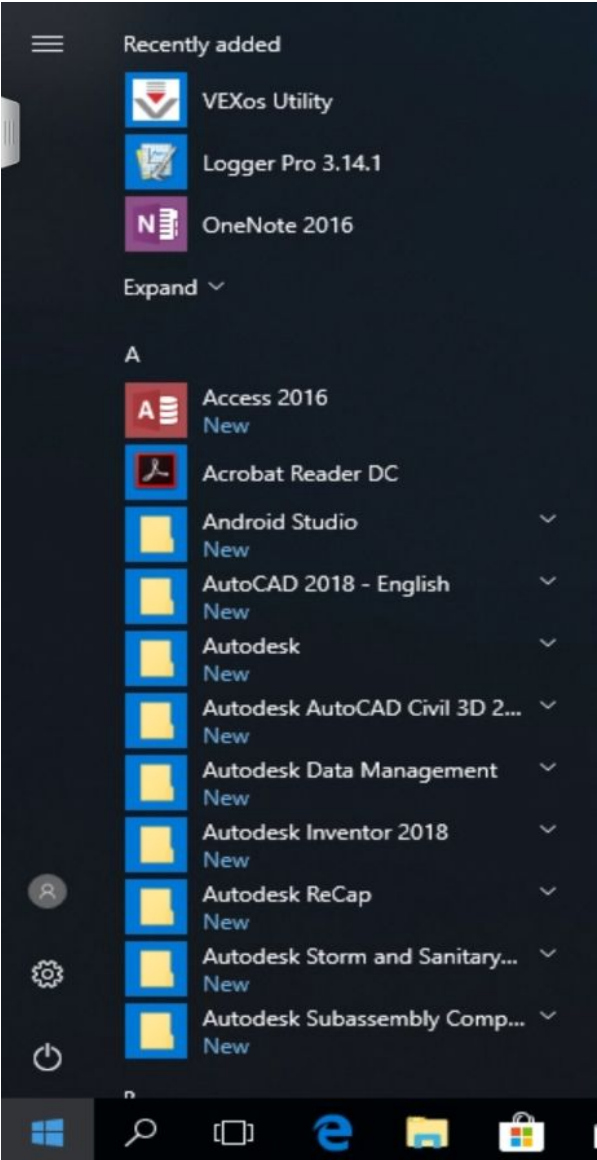 Recently added
VEXos Utility
Logger Pro 3.14.1
OneNote 2016
Expand
A
Access 2016
New
Acrobat Reader DC
Android Studio
New
AutoCAD 2018 - English
New
Autodesk
New
Autodesk AutoCAD Civil 3D 2...
New
Autodesk Data Management
New
Autodesk Inventor 2018
New
Autodesk ReCap
New
Autodesk Storm and Sanitary...
New
Autodesk Subassembly Comp...
New